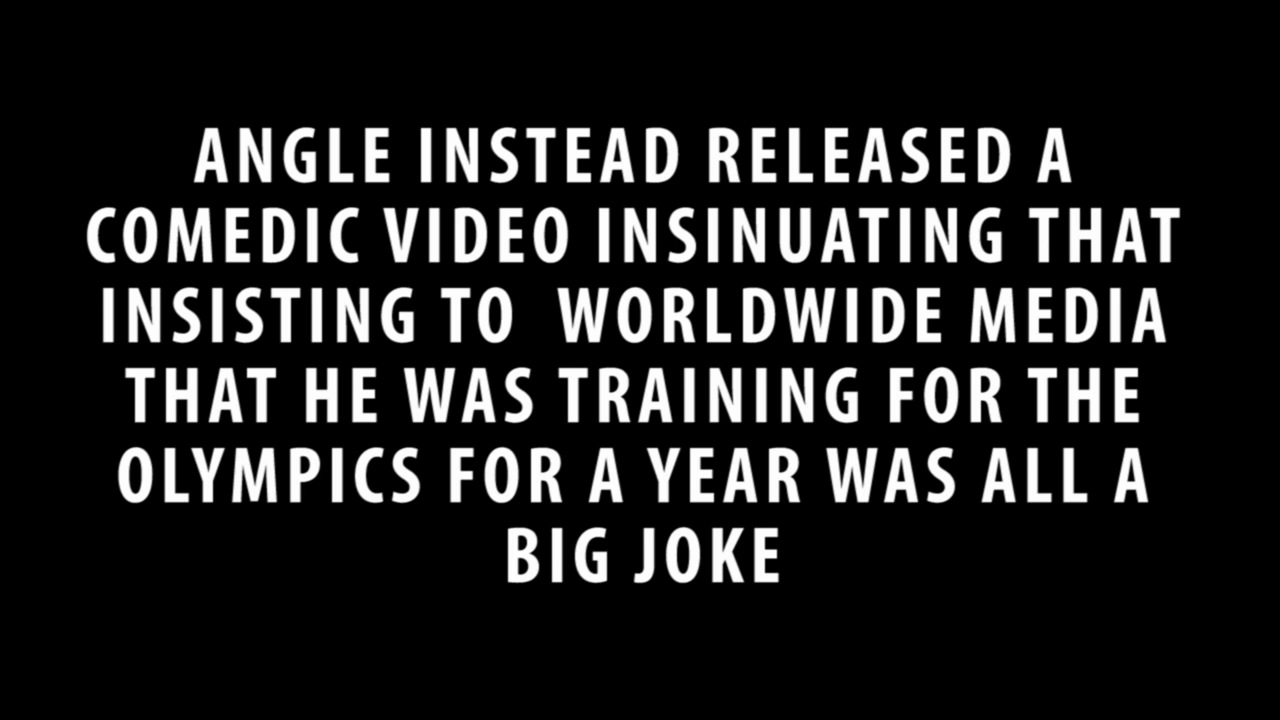 ANGLE INSTEAD RELEASED A
COMEDIC VIDEO INSINUATING THAT
INSISTING TO  WORLDWIDE MEDIA
THAT HE WAS TRAINING FOR THE
OLYMPICS FOR A YEAR WAS ALL A
BIG JOKE